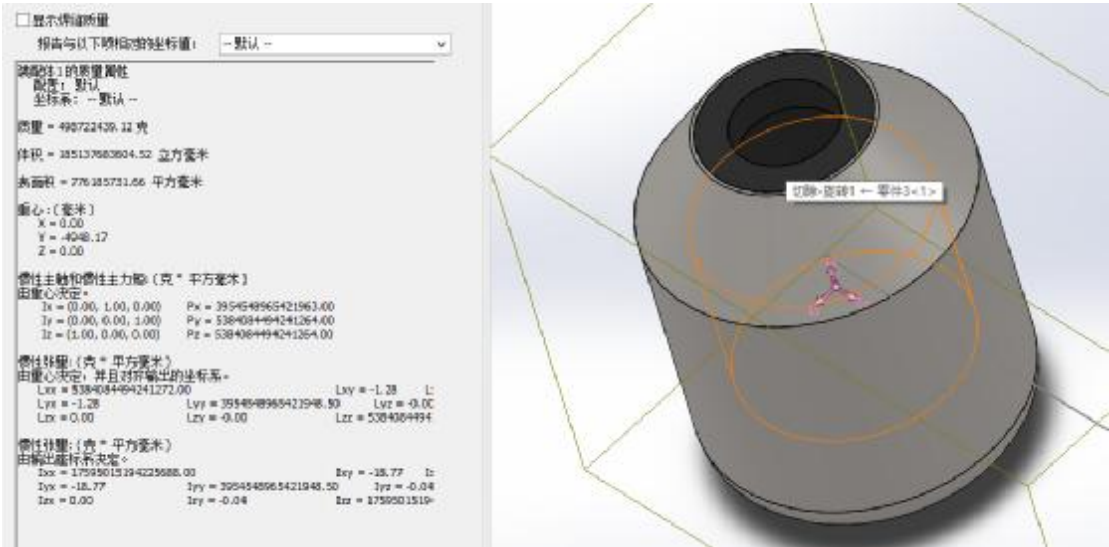 显示焊缝质量
报告与以下项相对的坐标值: -- 默认 --
装配体1的质量属性
配置: 默认
坐标系: -- 默认 --
质量 = 498722439.12 克
体积 = 185137683604.52 立方毫米
表面积 = 776185731.66 平方毫米
重心:(毫米)
X = 0.00
Y = -4948.17
Z = 0.00
惯性主轴和惯性主力矩:(克 * 平方毫米)
由重心决定。
Ix = (0.00, 1.00, 0.00) Px = 3954548965421963.00
Iy = (0.00, 0.00, 1.00) Py = 5384084494241264.00
Iz = (1.00, 0.00, 0.00) Pz = 5384084494241264.00
惯性张量:(克 * 平方毫米)
由重心决定,并且对齐输出的坐标系。
Lxx = 5384084494241272.00 Lxy = -1.28 L:
Lyx = -1.28 Lyy = 3954548965421948.50 Lyz = -0.00
Lzx = 0.00 Lzy = -0.00 Lzz = 5384084494
惯性张量:(克 * 平方毫米)
由输出座标系决定。
Ixx = 17595015194225688.00 Ixy = -18.77 I:
Iyx = -18.77 Iyy = 3954548965421948.50 Iyz = -0.04
Izx = 0.00 Izy = -0.04 Izz = 1759501519
切除-旋转1 ← 零件3<1>